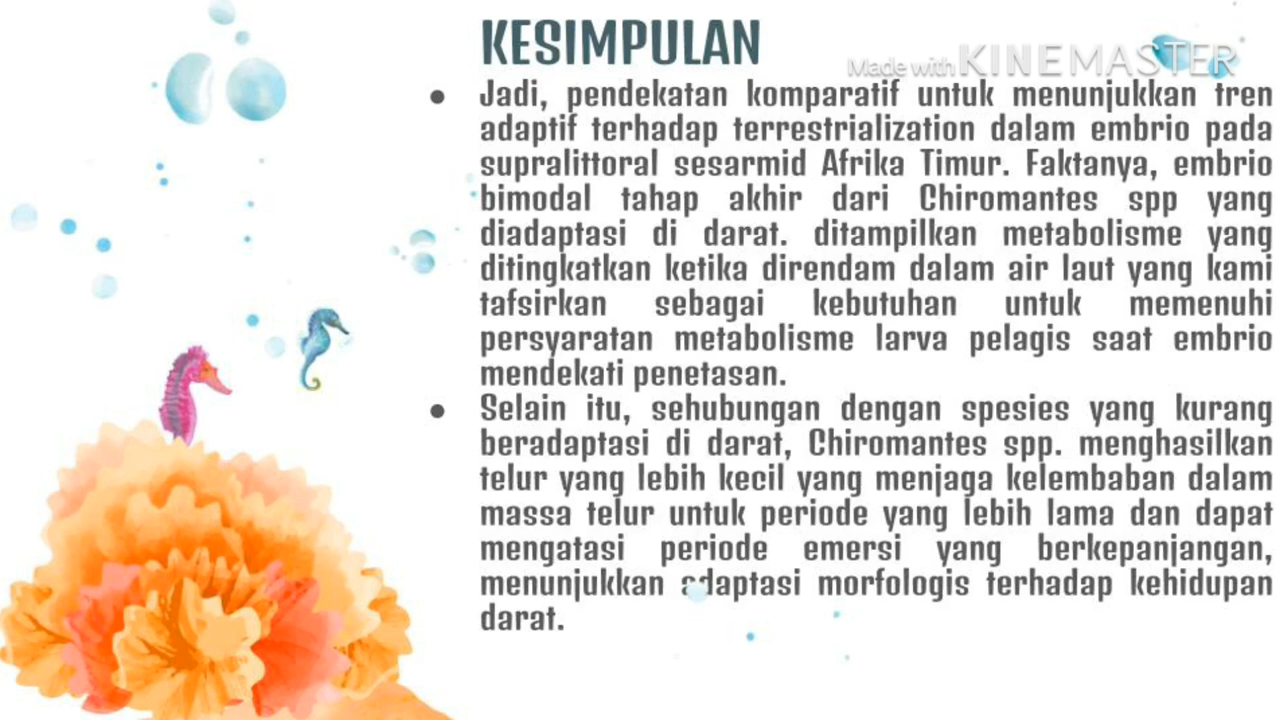 KESIMPULAN
Made with KINEMASTER
• Jadi, pendekatan komparatif untuk menunjukkan tren
adaptif terhadap terrestrialization dalam embrio pada
supralittoral sesarmid Afrika Timur. Faktanya, embrio
bimodal tahap akhir dari Chiromantes spp yang
diadaptasi di darat. ditampilkan metabolisme yang
ditingkatkan ketika direndam dalam air laut yang kami
tafsirkan sebagai kebutuhan untuk memenuhi
persyaratan metabolisme larva pelagis saat embrio
mendekati penetasan.
• Selain itu, sehubungan dengan spesies yang kurang
beradaptasi di darat, Chiromantes spp. menghasilkan
telur yang lebih kecil yang menjaga kelembaban dalam
massa telur untuk periode yang lebih lama dan dapat
mengatasi periode emersi yang berkepanjangan,
menunjukkan adaptasi morfologis terhadap kehidupan
darat.